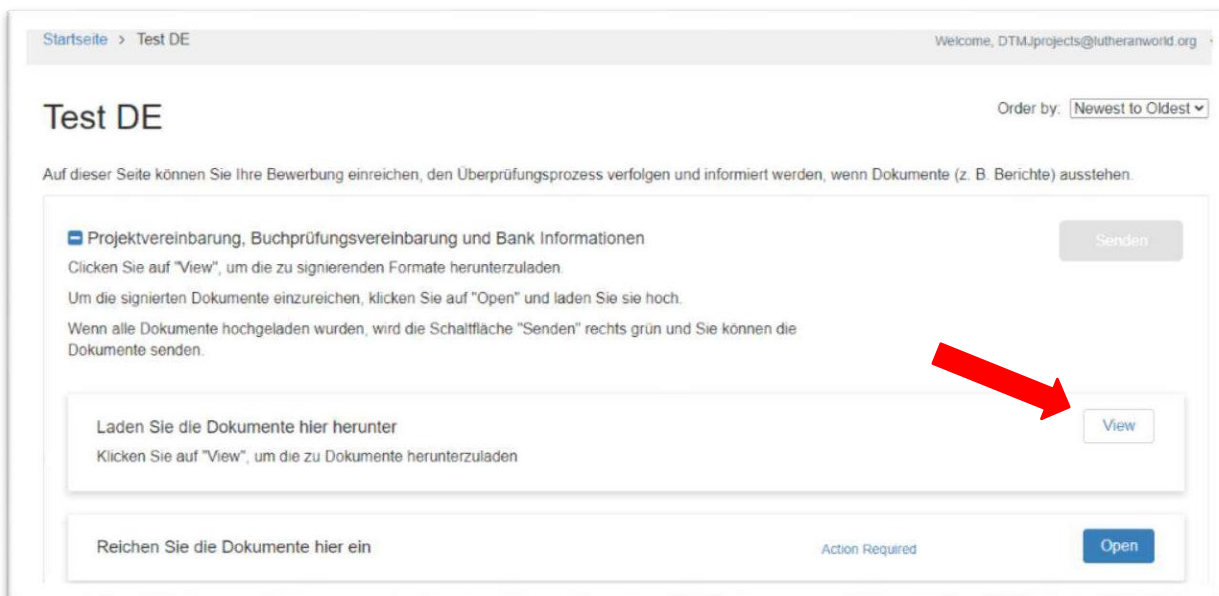 Startseite > Test DE
Welcome, DTMJprojects@lutheranworld.org
Test DE
Order by: Newest to Oldest
Auf dieser Seite können Sie Ihre Bewerbung einreichen, den Überprüfungsprozess verfolgen und informiert werden, wenn Dokumente (z. B. Berichte) ausstehen.
Projektvereinbarung, Buchprüfungsvereinbarung und Bank Informationen
Senden
Clicken Sie auf "View", um die zu signierenden Formate herunterzuladen.
Um die signierten Dokumente einzureichen, klicken Sie auf "Open" und laden Sie sie hoch.
Wenn alle Dokumente hochgeladen wurden, wird die Schaltfläche "Senden" rechts grün und Sie können die
Dokumente senden.
Laden Sie die Dokumente hier herunter
View
Klicken Sie auf "View", um die zu Dokumente herunterzuladen
Reichen Sie die Dokumente hier ein
Action Required
Open